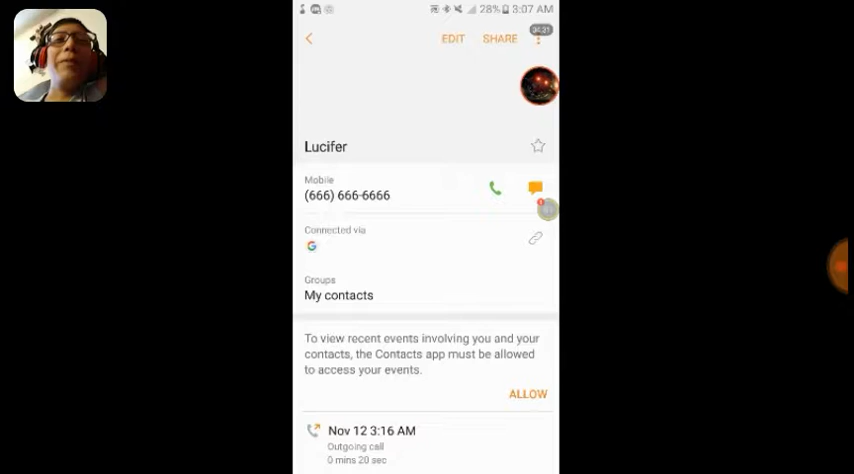 28% 3:07 AM
EDIT SHARE
04:31
Lucifer
Mobile
(666) 666-6666
Connected via
G
Groups
My contacts
To view recent events involving you and your
contacts, the Contacts app must be allowed
to access your events.
ALLOW
Nov 12 3:16 AM
Outgoing call
0 mins 20 sec